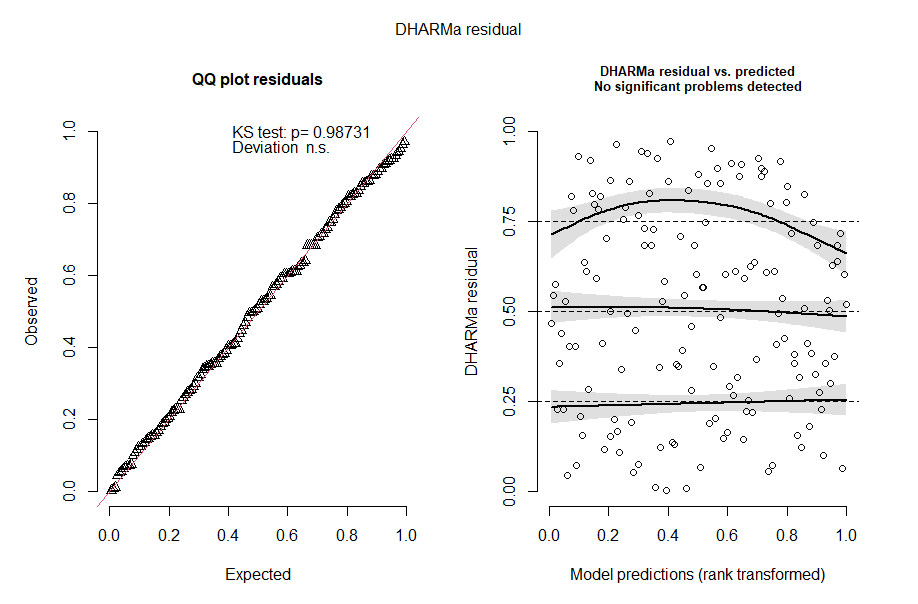 DHARMa residual
QQ plot residuals
KS test: p= 0.98731
Deviation n.s.
Observed
0.0
0.2
0.4
0.6
0.8
1.0
0.0 0.2 0.4 0.6 0.8 1.0
Expected
DHARMa residual vs. predicted
No significant problems detected
DHARMa residual
0.00
0.25
0.50
0.75
1.00
0.0 0.2 0.4 0.6 0.8 1.0
Model predictions (rank transformed)